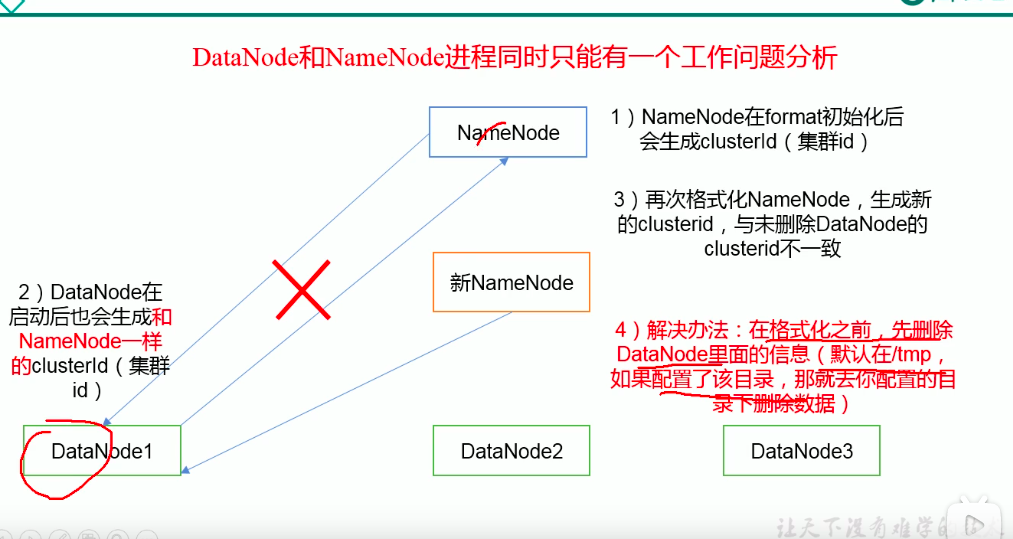 DataNode和NameNode进程同时只能有一个工作问题分析
NameNode
1）NameNode在format初始化后
会生成clusterId（集群id）
3）再次格式化NameNode，生成新
的clusterid，与未删除DataNode的
clusterid不一致
新NameNode
2）DataNode在
启动后也会生成和
NameNode一样
的clusterId（集群
id）
4）解决办法：在格式化之前，先删除
DataNode里面的信息（默认在/tmp，
如果配置了该目录，那就去你配置的目
录下删除数据）
DataNode1
DataNode2
DataNode3
让天下没有难学的